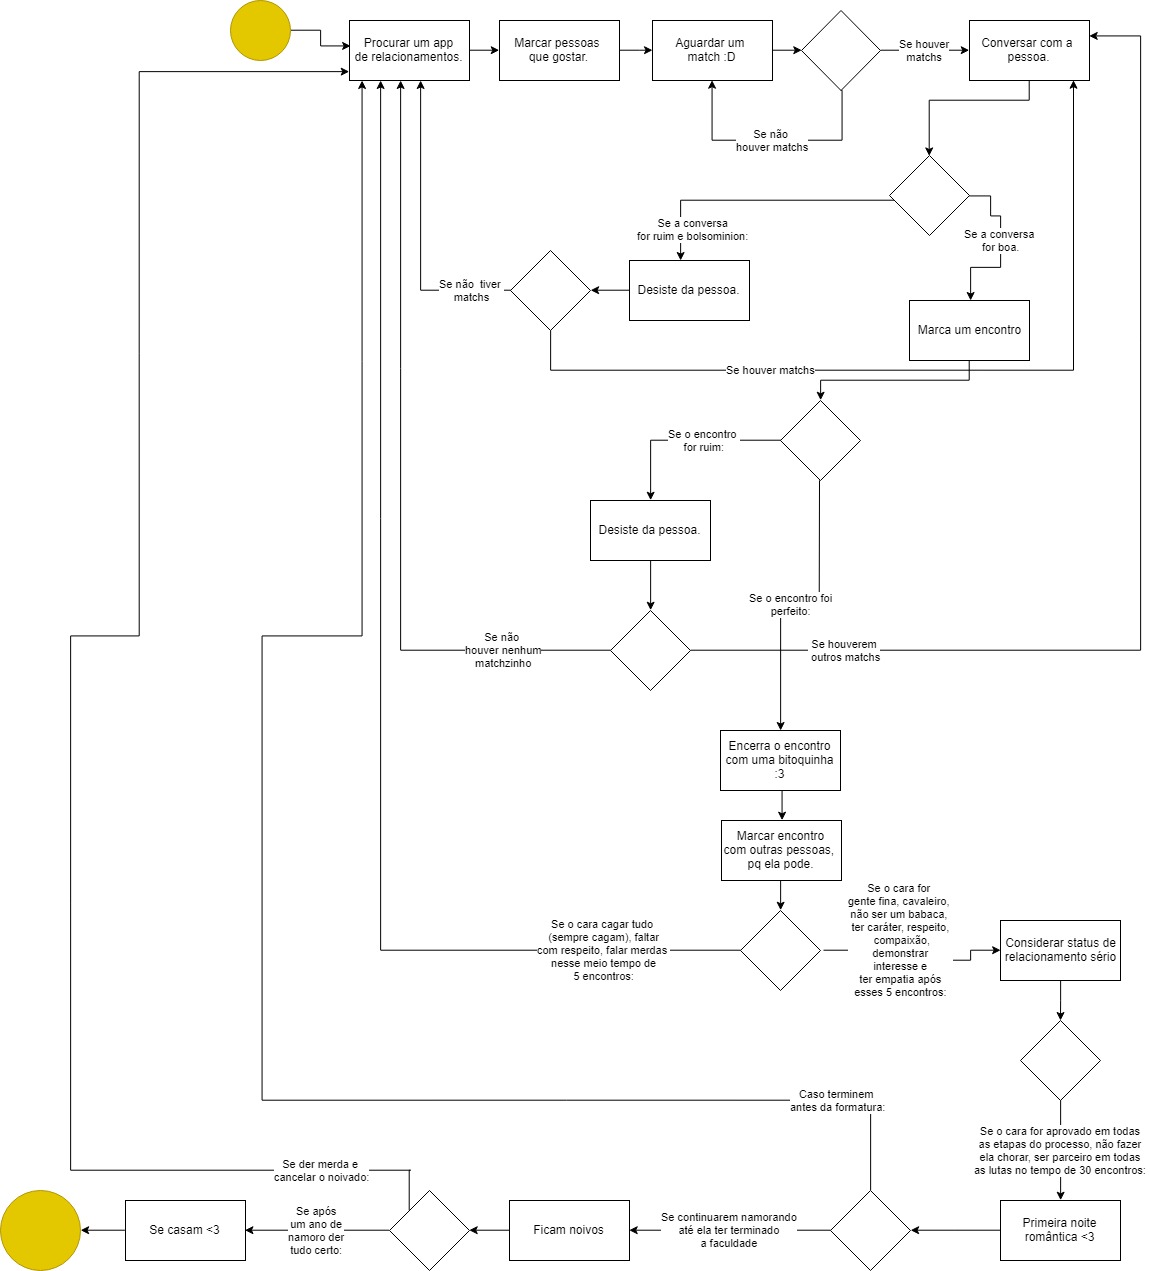 Procurar um app
de relacionamentos.
Marcar pessoas
que gostar.
Aguardar um
match :D
Se houver
matchs
Conversar com a
pessoa.
Se não
houver matchs
Se a conversa
for ruim e bolsominion:
Se a conversa
for boa.
Se não  tiver
matchs
Desiste da pessoa.
Marca um encontro
Se houver matchs
Se o encontro
for ruim:
Desiste da pessoa.
Se o encontro foi
perfeito:
Se não
houver nenhum
matchzinho
Se houverem
outros matchs
Encerra o encontro
com uma bitoquinha
:3
Marcar encontro
com outras pessoas,
pq ela pode.
Se o cara cagar tudo
(sempre cagam), faltar
com respeito, falar merdas
nesse meio tempo de
5 encontros:
Se o cara for
gente fina, cavaleiro,
não ser um babaca,
ter caráter, respeito,
compaixão,
demonstrar
interesse e
ter empatia após
esses 5 encontros:
Considerar status de
relacionamento sério
Caso terminem
antes da formatura:
Se o cara for aprovado em todas
as etapas do processo, não fazer
ela chorar, ser parceiro em todas
as lutas no tempo de 30 encontros:
Se der merda e
cancelar o noivado:
Se casam <3
Se após
um ano de
namoro der
tudo certo:
Ficam noivos
Se continuarem namorando
até ela ter terminado
a faculdade
Primeira noite
romântica <3